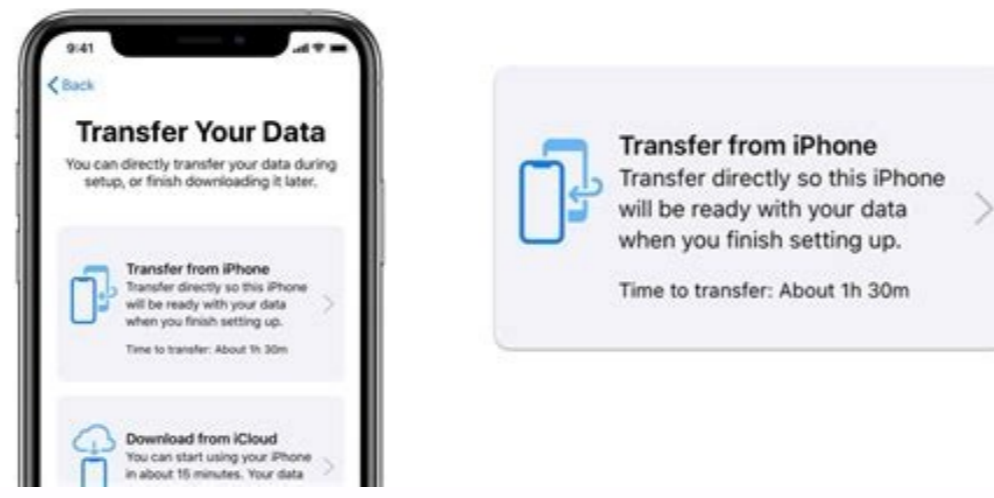 9:41
Back
Transfer Your Data
You can directly transfer your data during
setup, or finish downloading it later.
Transfer from iPhone
Transfer directly so this iPhone
will be ready with your data
when you finish setting up.
Time to transfer: About 1h 30m
Download from iCloud
You can start using your iPhone
in about 15 minutes. Your data
Transfer from iPhone
Transfer directly so this iPhone
will be ready with your data
when you finish setting up.
Time to transfer: About 1h 30m